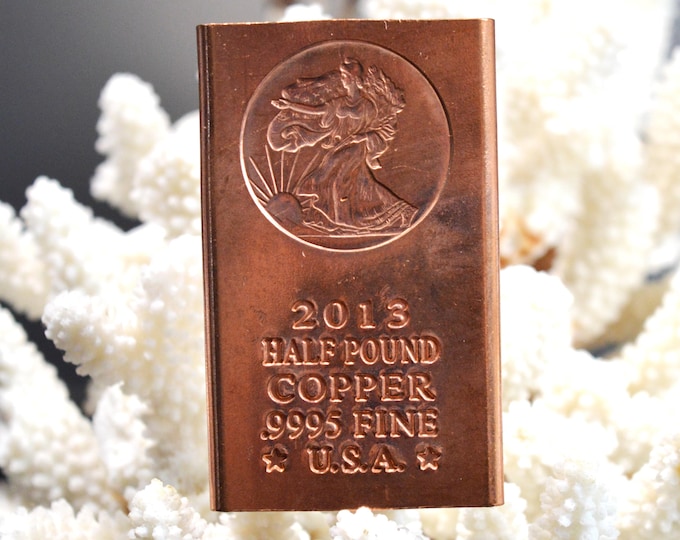 2013
HALF POUND
COPPER
.9995 FINE
★ U.S.A. ★